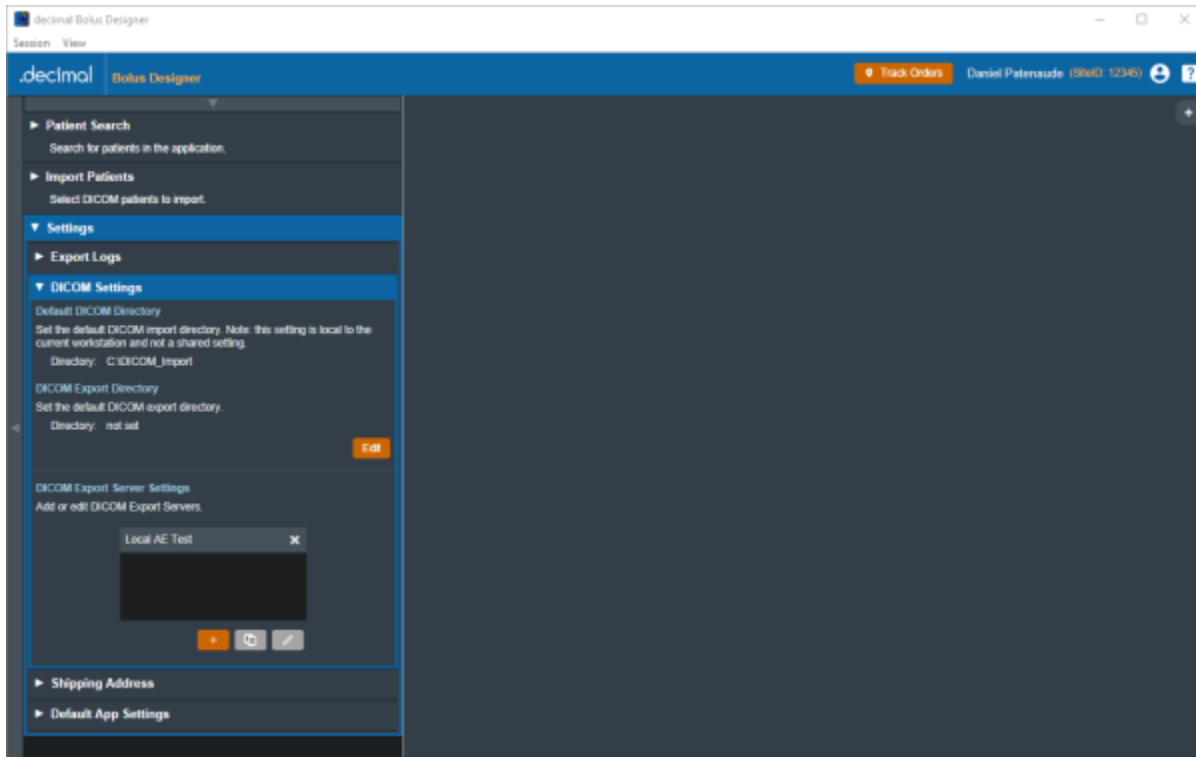 decimal Bolus Designer
Session View
.decimal Bolus Designer
Track Orders Daniel Patenaude (SiteID: 12345) ?
Patient Search
Search for patients in the application.
Import Patients
Select DICOM patients to import.
Settings
Export Logs
DICOM Settings
Default DICOM Directory
Set the default DICOM import directory. Note: this setting is local to the
current workstation and not a shared setting.
Directory: C:\DICOM_Import
DICOM Export Directory
Set the default DICOM export directory.
Directory: not set
Edit
DICOM Export Server Settings
Add or edit DICOM Export Servers.
Local AE Test
Shipping Address
Default App Settings